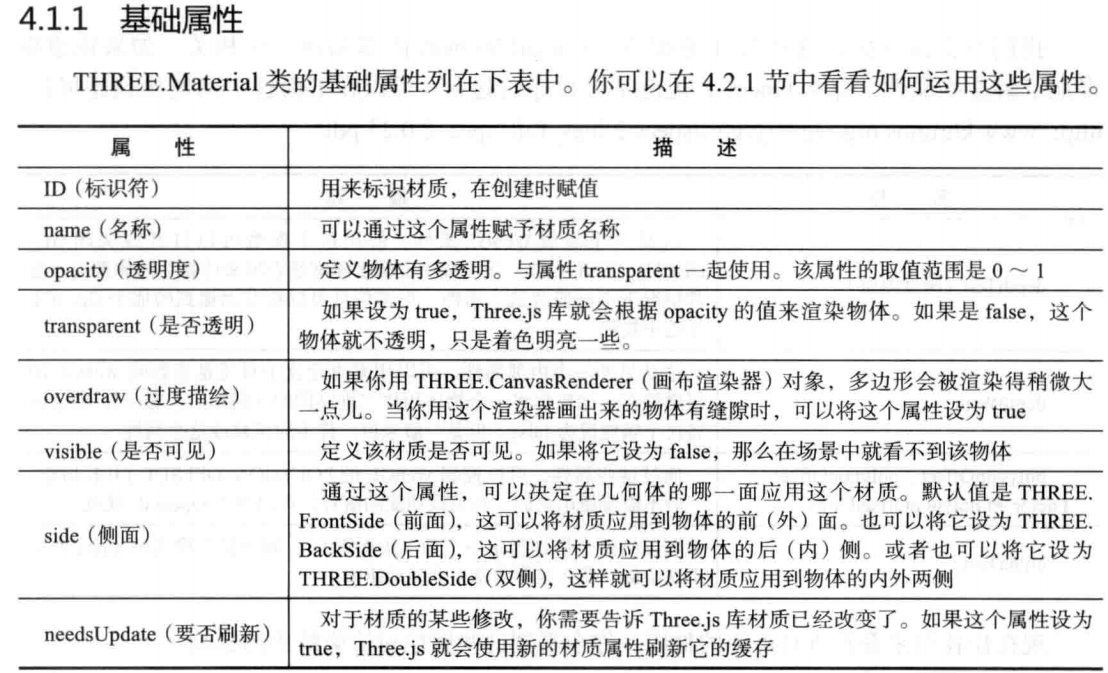 4.1.1 基础属性
THREE.Material 类的基础属性列在下表中。你可以在 4.2.1 节中看看如何运用这些属性。
属 性 描 述
ID（标识符） 用来标识材质，在创建时赋值
name（名称） 可以通过这个属性赋予材质名称
opacity（透明度） 定义物体有多透明。与属性 transparent 一起使用。该属性的取值范围是 0 ~ 1
transparent（是否透明） 如果设为 true，Three.js 库就会根据 opacity 的值来渲染物体。如果是 false，这个
物体就不透明，只是着色明亮一些。
overdraw（过度描绘） 如果你用 THREE.CanvasRenderer（画布渲染器）对象，多边形会被渲染得稍微大
一点儿。当你用这个渲染器画出来的物体有缝隙时，可以将这个属性设为 true
visible（是否可见） 定义该材质是否可见。如果将它设为 false，那么在场景中就看不到该物体
side（侧面） 通过这个属性，可以决定在几何体的哪一面应用这个材质。默认值是 THREE.
FrontSide（前面），这可以将材质应用到物体的前（外）面。也可以将它设为 THREE.
BackSide（后面），这可以将材质应用到物体的后（内）侧。或者也可以将它设为
THREE.DoubleSide（双侧），这样就可以将材质应用到物体的内外两侧
needsUpdate（要否刷新） 对于材质的某些修改，你需要告诉 Three.js 库材质已经改变了。如果这个属性设为
true，Three.js 就会使用新的材质属性刷新它的缓存